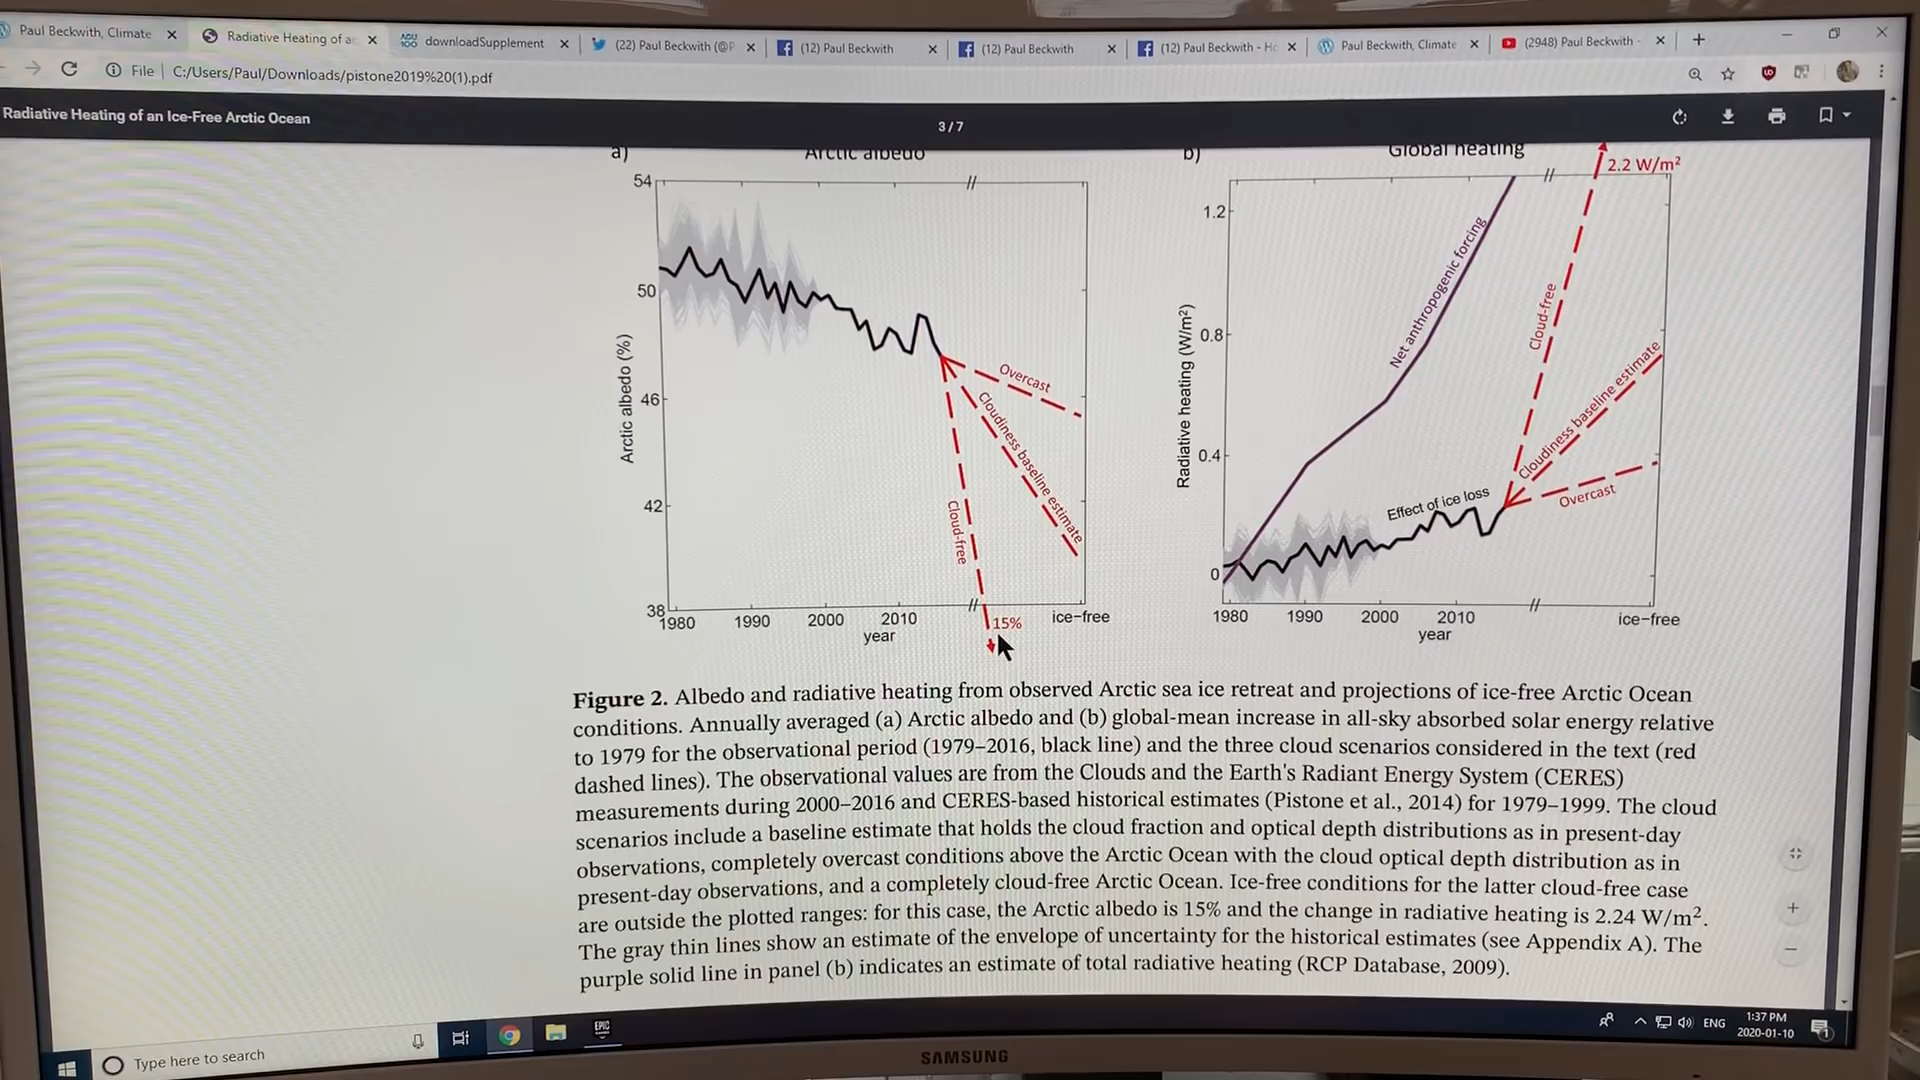 Paul Beckwith, Climate
Radiative Heating of a
AGU 100 downloadSupplement
(22) Paul Beckwith (@P
(12) Paul Beckwith
(12) Paul Beckwith
(12) Paul Beckwith - Ho
Paul Beckwith, Climate
(2948) Paul Beckwith -
File | C:/Users/Paul/Downloads/pistone2019%20(1).pdf
Radiative Heating of an Ice-Free Arctic Ocean
3 / 7
a) Arctic albedo
54
50
46
42
38
Arctic albedo (%)
Overcast
Cloudiness baseline estimate
Cloud-free
15%
1980 1990 2000 2010 ice-free
year
b) Global heating
2.2 W/m²
1.2
0.8
0.4
0
Radiative heating (W/m²)
Net anthropogenic forcing
Cloud-free
Cloudiness baseline estimate
Effect of ice loss
Overcast
1980 1990 2000 2010 ice-free
year
Figure 2. Albedo and radiative heating from observed Arctic sea ice retreat and projections of ice-free Arctic Ocean
conditions. Annually averaged (a) Arctic albedo and (b) global-mean increase in all-sky absorbed solar energy relative
to 1979 for the observational period (1979–2016, black line) and the three cloud scenarios considered in the text (red
dashed lines). The observational values are from the Clouds and the Earth's Radiant Energy System (CERES)
measurements during 2000–2016 and CERES-based historical estimates (Pistone et al., 2014) for 1979–1999. The cloud
scenarios include a baseline estimate that holds the cloud fraction and optical depth distributions as in present-day
observations, completely overcast conditions above the Arctic Ocean with the cloud optical depth distribution as in
present-day observations, and a completely cloud-free Arctic Ocean. Ice-free conditions for the latter cloud-free case
are outside the plotted ranges: for this case, the Arctic albedo is 15% and the change in radiative heating is 2.24 W/m².
The gray thin lines show an estimate of the envelope of uncertainty for the historical estimates (see Appendix A). The
purple solid line in panel (b) indicates an estimate of total radiative heating (RCP Database, 2009).
Type here to search
EPIC
ENG
1:37 PM
2020-01-10
1
SAMSUNG